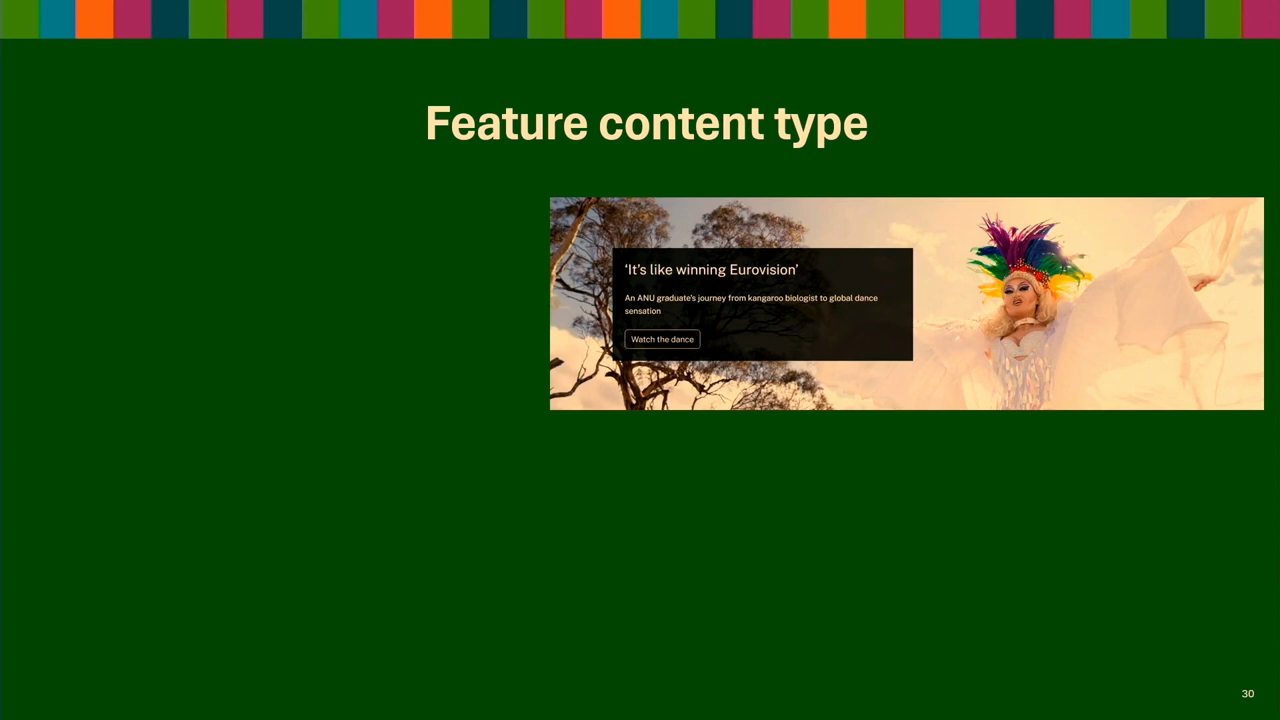 Feature content type
‘It’s like winning Eurovision’
An ANU graduate’s journey from kangaroo biologist to global dance
sensation
Watch the dance
30